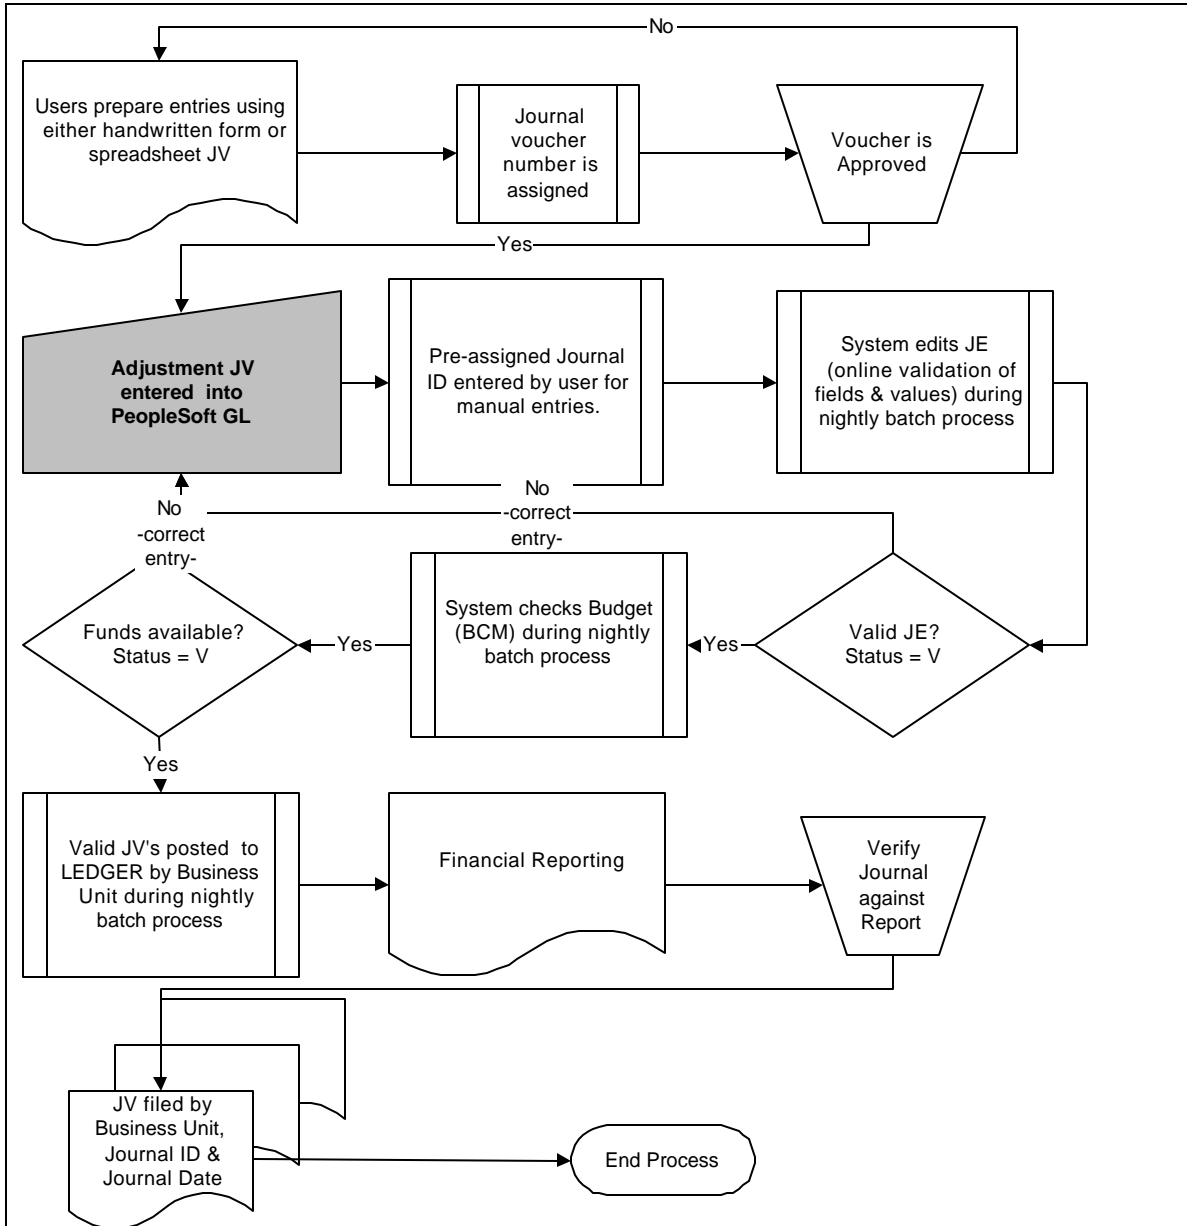 No
Users prepare entries using
either handwritten form or
spreadsheet JV
Journal
voucher
number is
assigned
Voucher is
Approved
Yes
Adjustment JV
entered into
PeopleSoft GL
Pre-assigned Journal
ID entered by user for
manual entries.
System edits JE
(online validation of
fields & values) during
nightly batch process
No
-correct
entry-
No
-correct
entry-
Funds available?
Status = V
Yes
System checks Budget
(BCM) during nightly
batch process
Yes
Valid JE?
Status = V
Yes
Valid JV's posted to
LEDGER by Business
Unit during nightly
batch process
Financial Reporting
Verify
Journal
against
Report
JV filed by
Business Unit,
Journal ID &
Journal Date
End Process